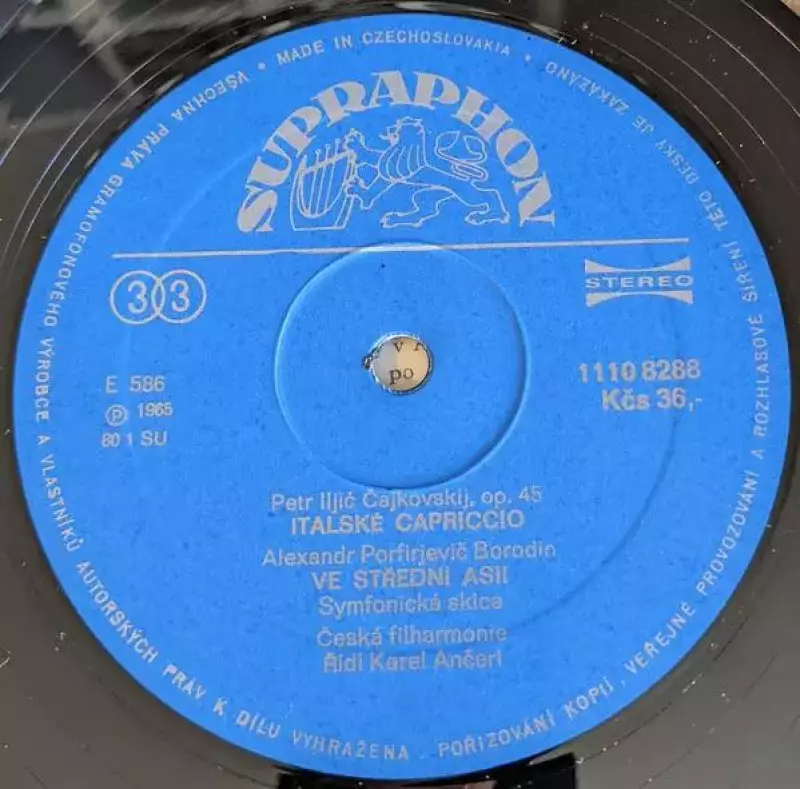 VŠECHNA PRÁVA GRAMOFONOVÉHO VÝROBCE A VLASTNÍKŮ AUTORSKÝCH PRÁV K DÍLU VYHRAŽENA. POŘIZOVÁNÍ KOPIÍ, VEŘEJNÉ PROVOZOVÁNÍ A ROZHLASOVÉ ŠÍŘENÍ TÉTO DESKY JE ZAKÁZÁNO
• MADE IN CZECHOSLOVAKIA •
SUPRAPHON
33
STEREO
E 586
Ⓟ 1965
80 1 SU
1110 8288
Kčs 36,-
v
po
Petr Iljič Čajkovskij, op. 45
ITALSKÉ CAPRICCIO
Alexandr Porfirjevič Borodin
VE STŘEDNÍ ASII
Symfonická skica
Česká filharmonie
Řídí Karel Ančerl